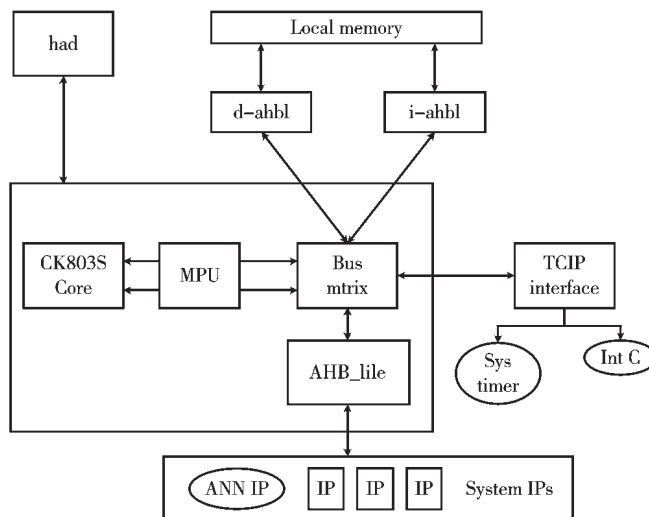 had
Local memory
d-ahbl
i-ahbl
CK803S
Core
MPU
Bus
mtrix
TCIP
interface
AHB_lile
Sys
timer
Int C
ANN IP
IP
IP
IP
System IPs